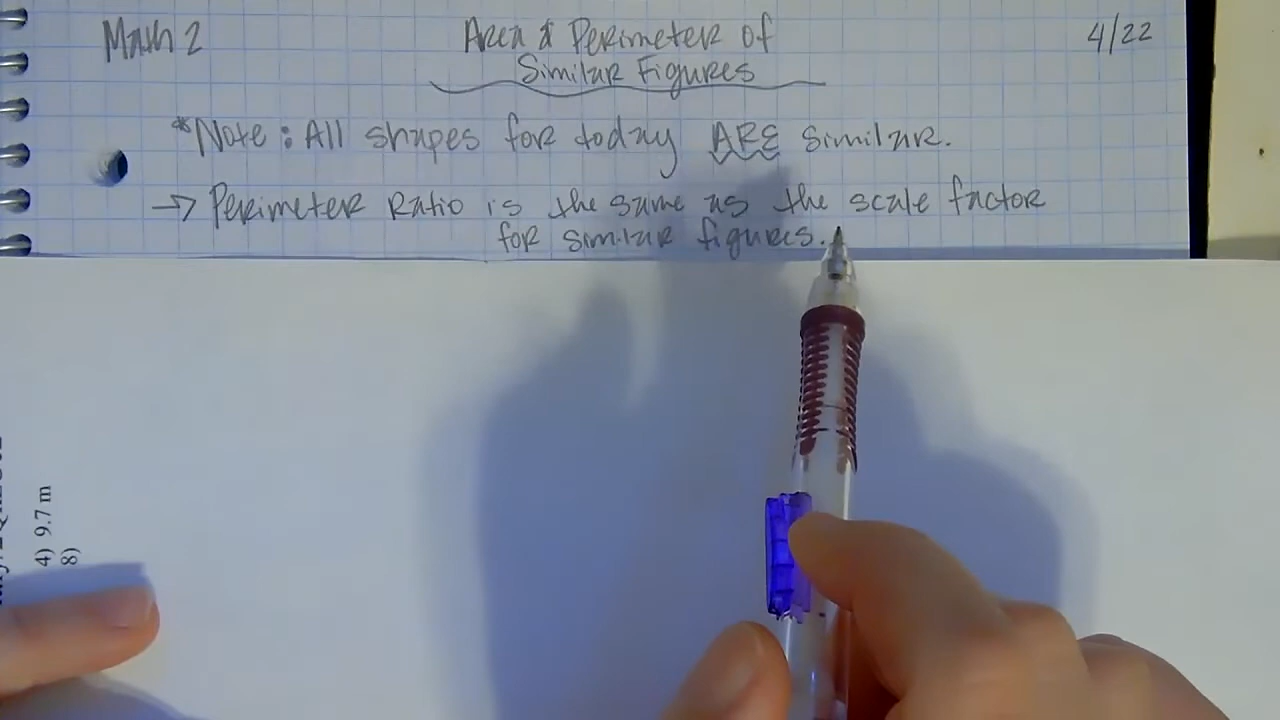 Math 2
Area & Perimeter of
Similar Figures
4/22
*Note: All shapes for today ARE similar.
→ Perimeter Ratio is the same as the scale factor
for similar figures.
4) 9.7 m
8)